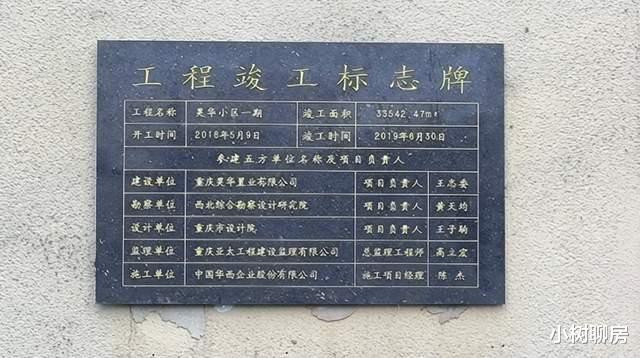 工程竣工标志牌
工程名称 昊华小区一期 竣工面积 33542.47m²
开工时间 2018年5月9日 竣工时间 2019年6月30日
参建五方单位名称及项目负责人
建设单位 重庆昊华置业有限公司 项目负责人 王志委
勘察单位 西北综合勘察设计研究院 项目负责人 黄天均
设计单位 重庆市设计院 项目负责人 王子驹
监理单位 重庆亚太工程建设监理有限公司 总监理工程师 高立宏
施工单位 中国华西企业股份有限公司 施工项目经理 陈杰
小树聊房